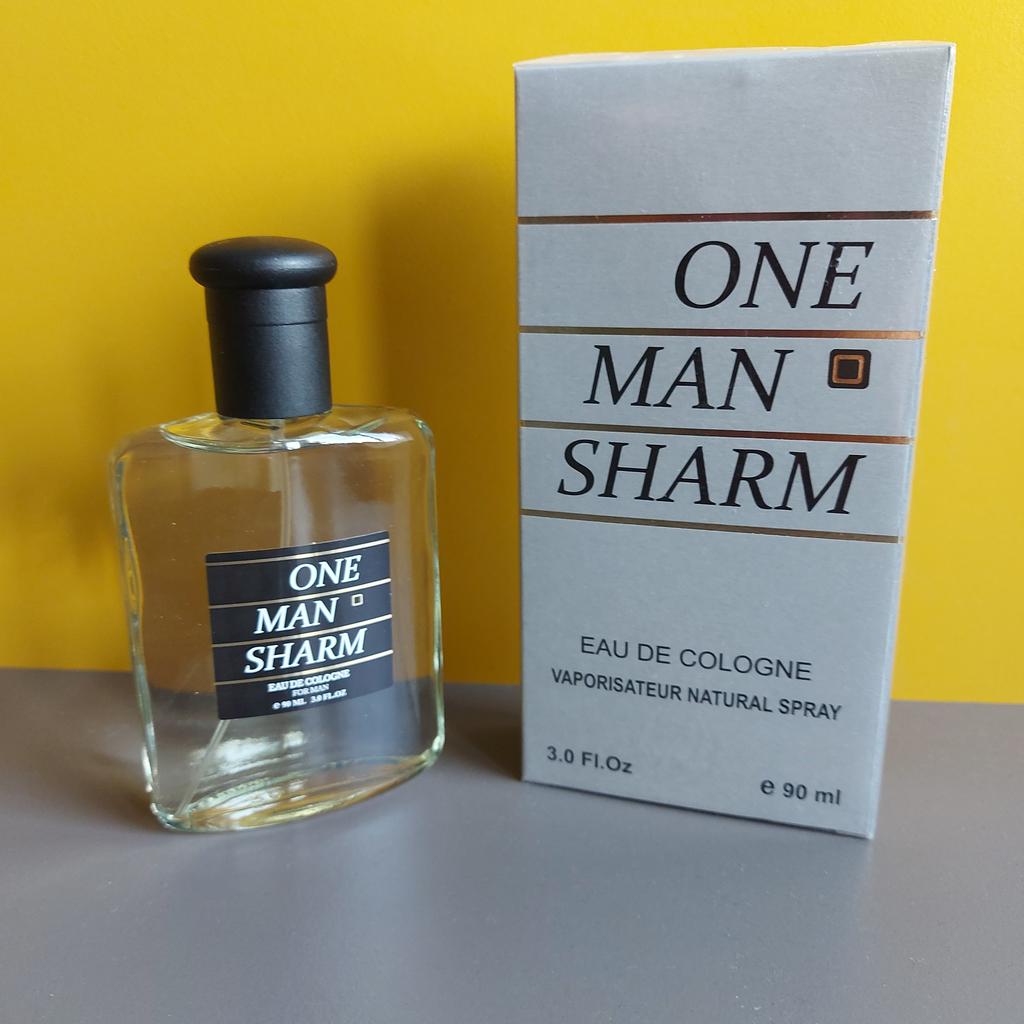 ONE
MAN
SHARM
EAU DE COLOGNE
FOR MAN
e 90 ML 3.0 FL.OZ
ONE
MAN
SHARM
EAU DE COLOGNE
VAPORISATEUR NATURAL SPRAY
3.0 Fl.Oz
e 90 ml